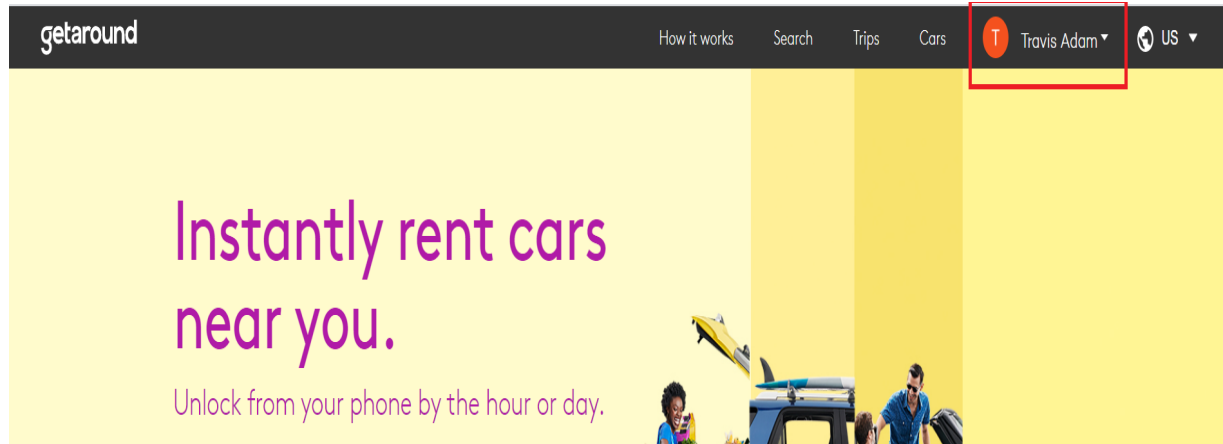 getaround How it works Search Trips Cars T Travis Adam US
Instantly rent cars
near you.
Unlock from your phone by the hour or day.